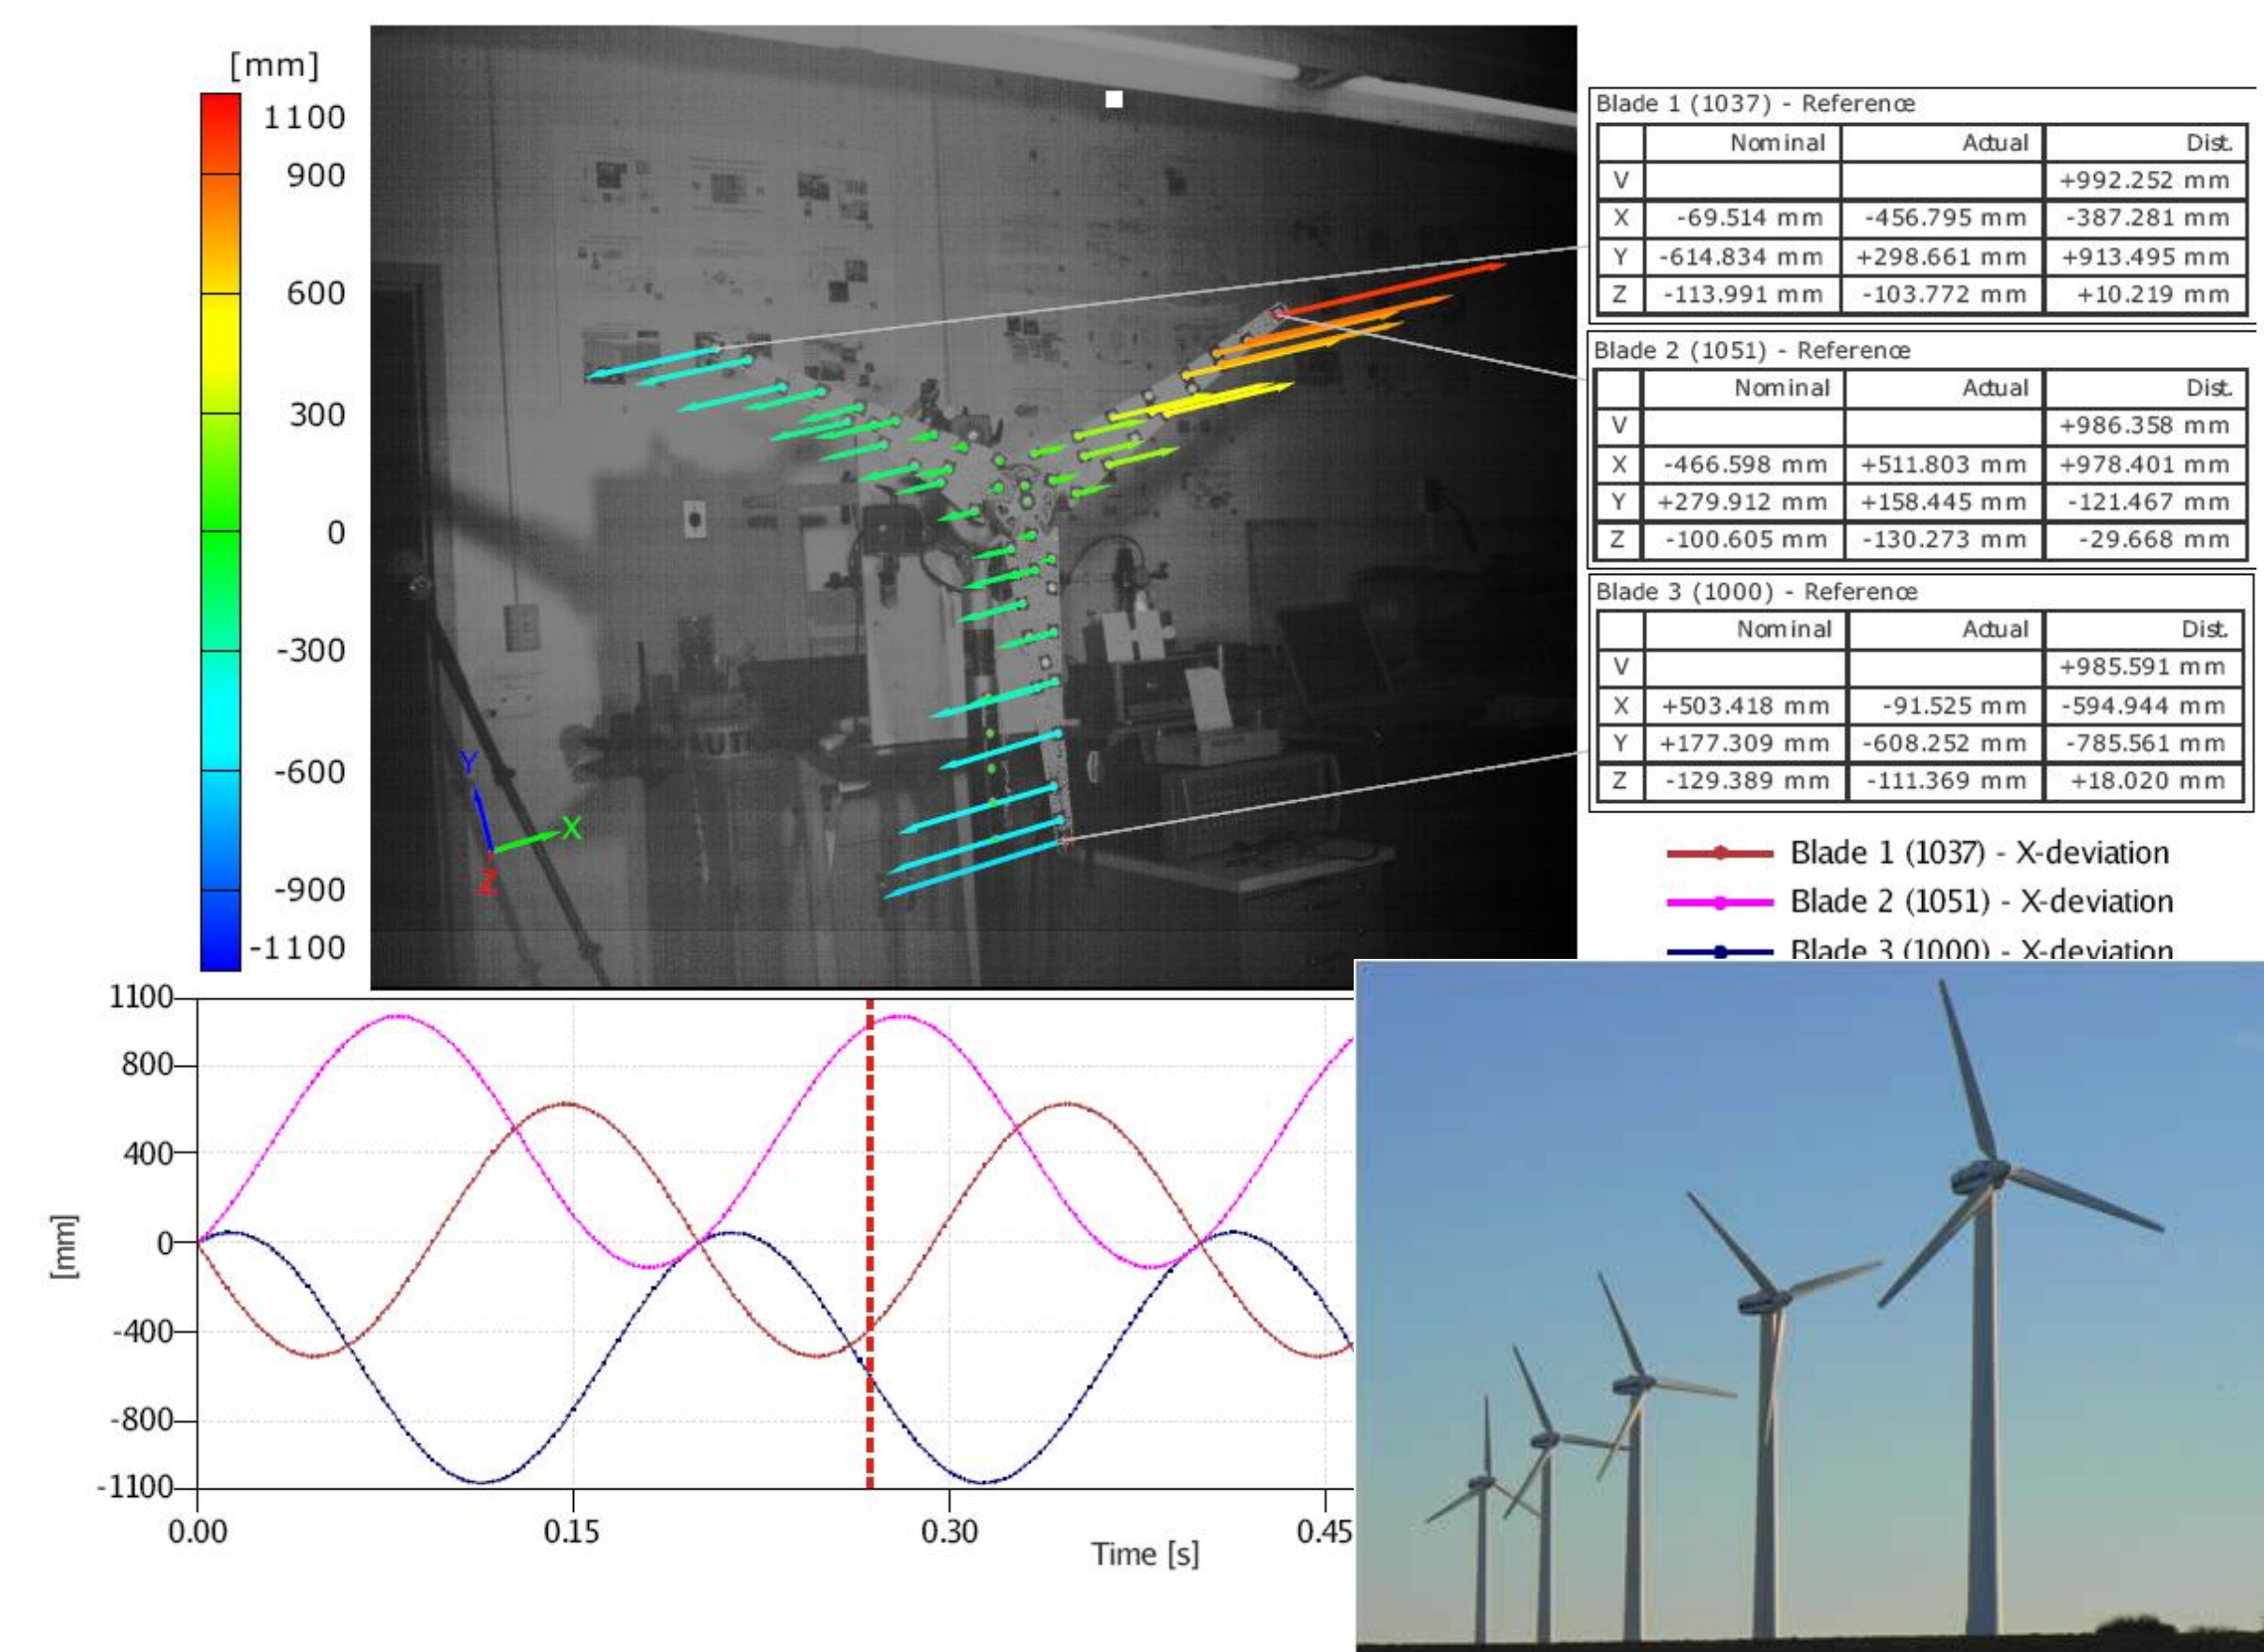 [mm]
1100
900
600
300
0
-300
-600
-900
-1100
Y
X
Z
Blade 1 (1037) - Reference
Nominal Actual Dist.
V +992.252 mm
X -69.514 mm -456.795 mm -387.281 mm
Y -614.834 mm +298.661 mm +913.495 mm
Z -113.991 mm -103.772 mm +10.219 mm
Blade 2 (1051) - Reference
Nominal Actual Dist.
V +986.358 mm
X -466.598 mm +511.803 mm +978.401 mm
Y +279.912 mm +158.445 mm -121.467 mm
Z -100.605 mm -130.273 mm -29.668 mm
Blade 3 (1000) - Reference
Nominal Actual Dist.
V +985.591 mm
X +503.418 mm -91.525 mm -594.944 mm
Y +177.309 mm -608.252 mm -785.561 mm
Z -129.389 mm -111.369 mm +18.020 mm
Blade 1 (1037) - X-deviation
Blade 2 (1051) - X-deviation
Blade 3 (1000) - X-deviation
1100
800
400
0
-400
-800
-1100
[mm]
0.00 0.15 0.30 0.45
Time [s]